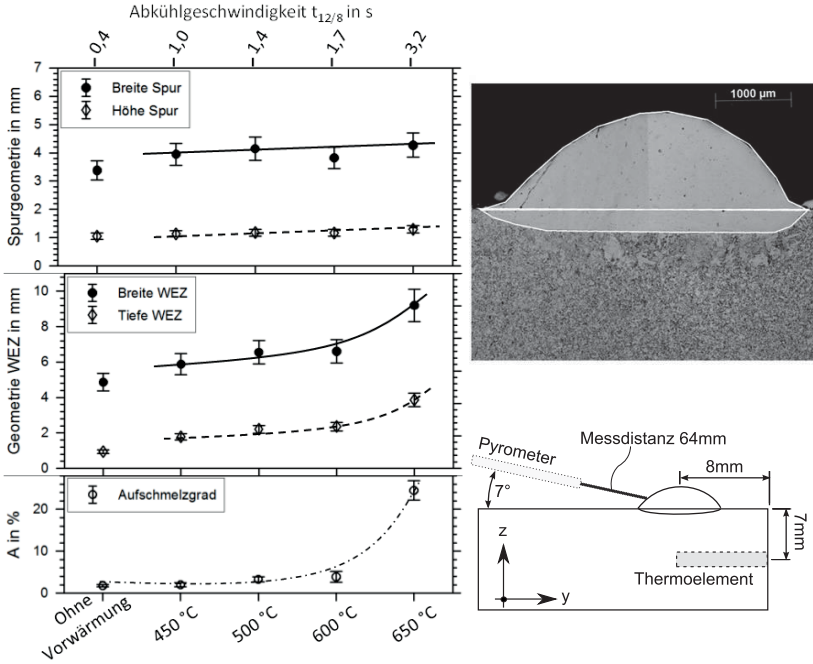 Abkühlgeschwindigkeit t12/8 in s
0,4
1,0
1,4
1,7
3,2
Spurgeometrie in mm
7
6
5
4
3
2
1
0
Breite Spur
Höhe Spur
Geometrie WEZ in mm
10
8
6
4
2
0
Breite WEZ
Tiefe WEZ
A in %
20
10
0
Aufschmelzgrad
Ohne
Vorwärmung
450 °C
500 °C
600 °C
650 °C
1000 µm
Pyrometer
Messdistanz 64mm
7°
8mm
7mm
z
y
Thermoelement